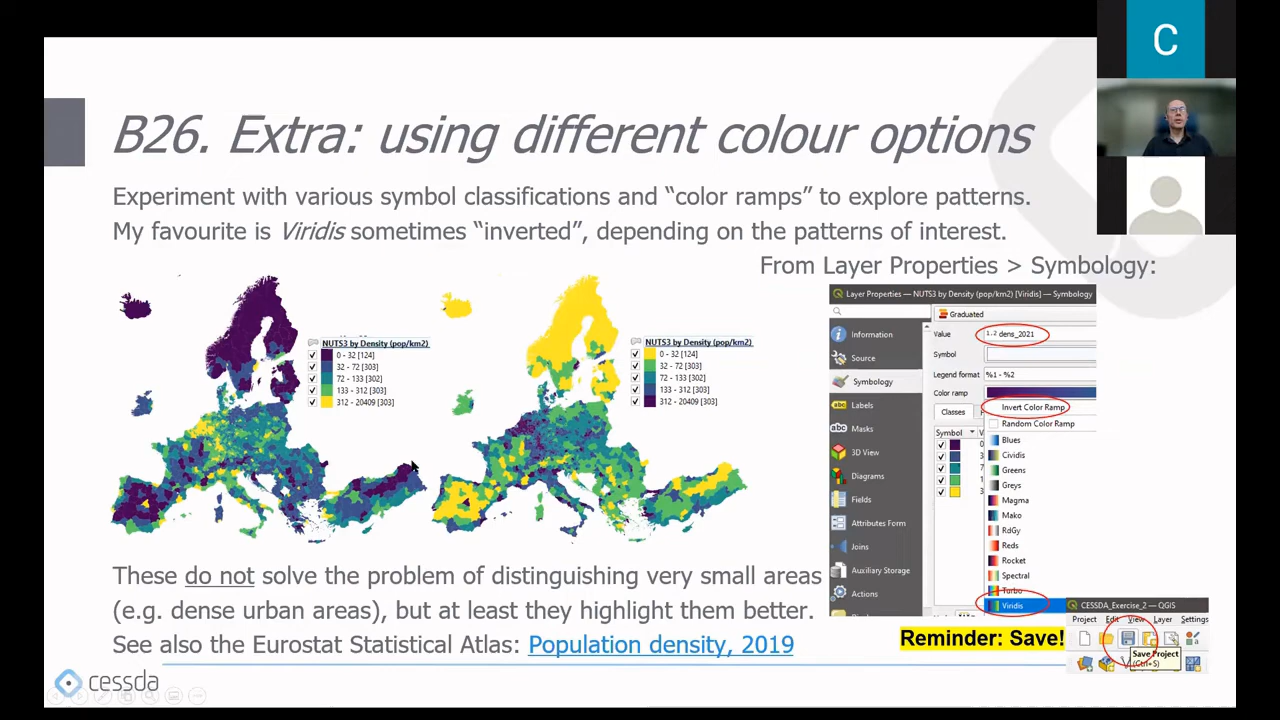 C
B26. Extra: using different colour options
Experiment with various symbol classifications and “color ramps” to explore patterns.
My favourite is Viridis sometimes “inverted”, depending on the patterns of interest.
From Layer Properties > Symbology:
NUTS3 by Density (pop/km2)
0 - 32 [124]
32 - 72 [303]
72 - 133 [302]
133 - 312 [303]
312 - 20409 [303]
NUTS3 by Density (pop/km2)
0 - 32 [124]
32 - 72 [303]
72 - 133 [302]
133 - 312 [303]
312 - 20409 [303]
Layer Properties — NUTS3 by Density (pop/km2) [Viridis] — Symbology
Information
Source
Symbology
Labels
Masks
3D View
Diagrams
Fields
Attributes Form
Joins
Auxiliary Storage
Actions
Graduated
Value 1.2 dens_2021
Symbol
Legend format %1 - %2
Color ramp
Invert Color Ramp
Classes
Random Color Ramp
Symbol
Blues
Cividis
Greens
Greys
Magma
Mako
RdGy
Reds
Rocket
Spectral
Turbo
Viridis
These do not solve the problem of distinguishing very small areas
(e.g. dense urban areas), but at least they highlight them better.
See also the Eurostat Statistical Atlas: Population density, 2019
Reminder: Save!
CESSDA_Exercise_2 — QGIS
Project Edit View Layer Settings
Save Project
(Ctrl+S)
cessda